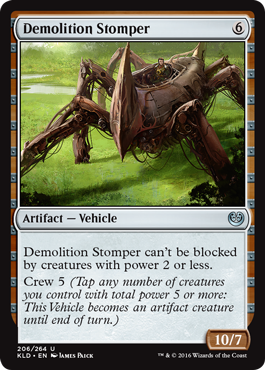 Demolition Stomper 6
Artifact — Vehicle
Demolition Stomper can't be blocked
by creatures with power 2 or less.
Crew 5 (Tap any number of creatures
you control with total power 5 or more:
This Vehicle becomes an artifact creature
until end of turn.)
10/7
206/264 U
KLD • EN JAMES PAICK
™ & © 2016 Wizards of the Coast